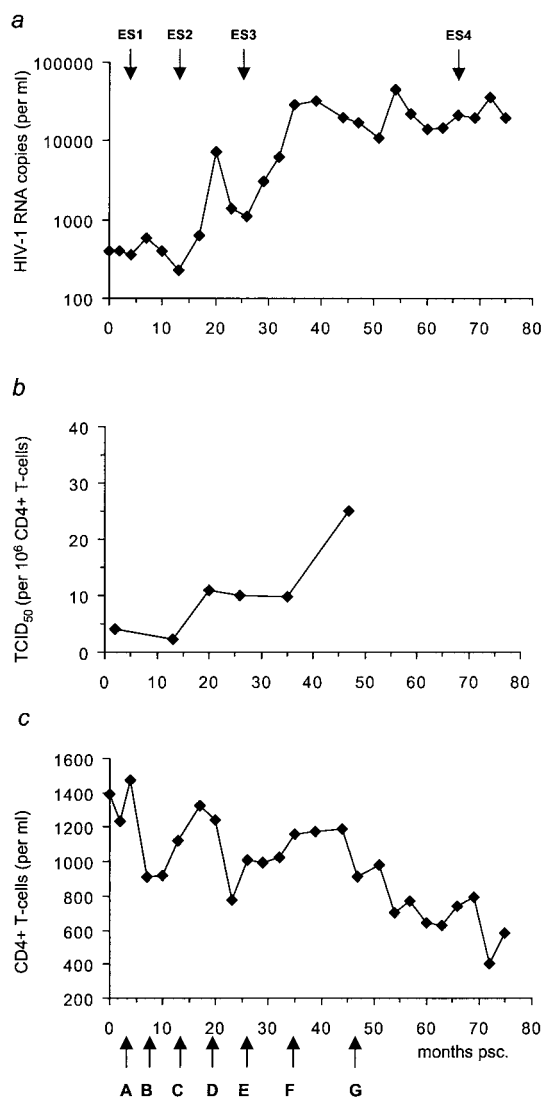 a
ES1 ES2 ES3 ES4
HIV-1 RNA copies (per ml)
100000
10000
1000
100
0 10 20 30 40 50 60 70 80
b
TCID50 (per 10⁶ CD4+ T-cells)
40
30
20
10
0
0 10 20 30 40 50 60 70 80
c
CD4+ T-cells (per ml)
1600
1400
1200
1000
800
600
400
200
0 10 20 30 40 50 60 70 80
months psc.
A B C D E F G